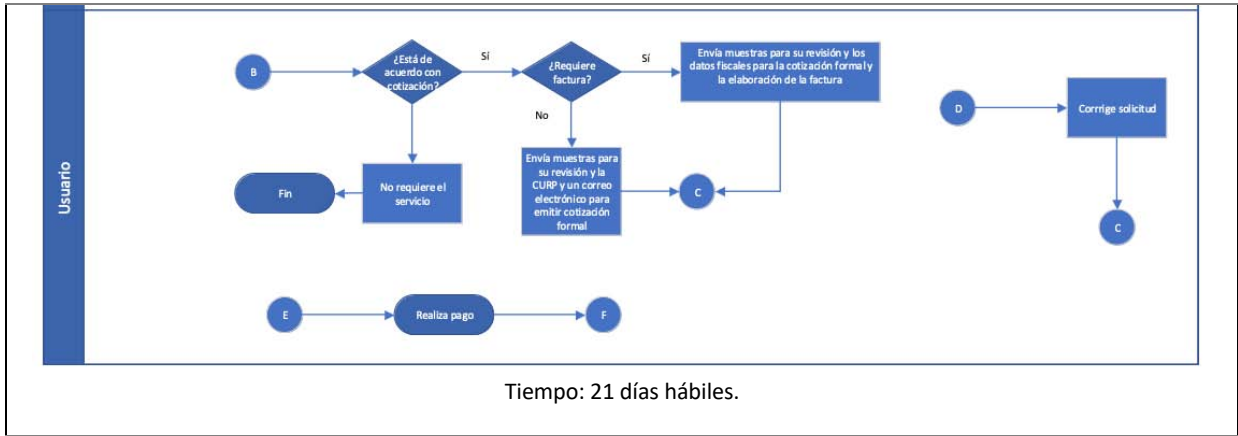 Usuario
B
¿Está de
acuerdo con
cotización?
Sí
¿Requiere
factura?
Sí
Envía muestras para su revisión y los
datos fiscales para la cotización formal y
la elaboración de la factura
No
D
Corrrige solicitud
Fin
No requiere el
servicio
Envía muestras para
su revisión y la
CURP y un correo
electrónico para
emitir cotización
formal
C
C
E
Realiza pago
F
Tiempo: 21 días hábiles.